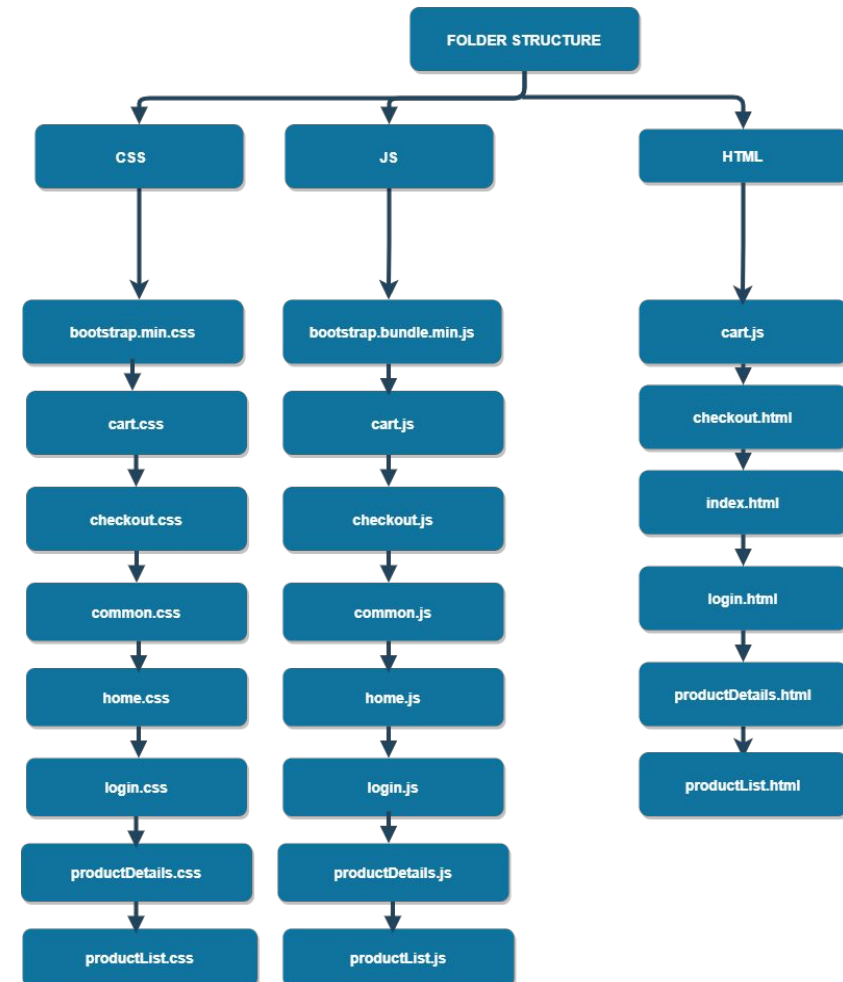 FOLDER STRUCTURE
CSS
JS
HTML
bootstrap.min.css
bootstrap.bundle.min.js
cart.js
cart.css
cart.js
checkout.html
checkout.css
checkout.js
index.html
common.css
common.js
login.html
home.css
home.js
productDetails.html
login.css
login.js
productList.html
productDetails.css
productDetails.js
productList.css
productList.js